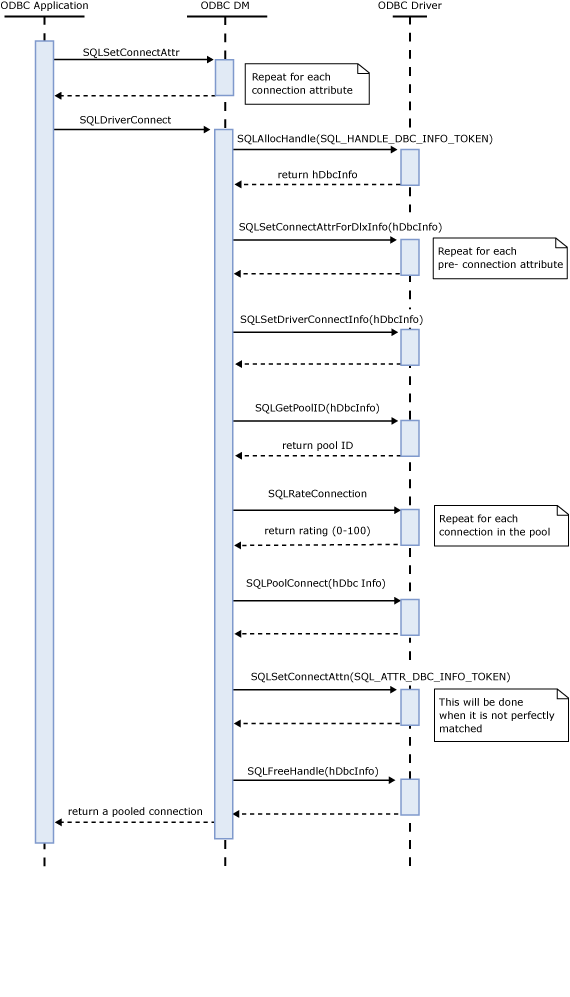 ODBC Application
ODBC DM
ODBC Driver
SQLSetConnectAttr
Repeat for each
connection attribute
SQLDriverConnect
SQLAllocHandle(SQL_HANDLE_DBC_INFO_TOKEN)
return hDbcInfo
SQLSetConnectAttrForDlxInfo(hDbcInfo)
Repeat for each
pre- connection attribute
SQLSetDriverConnectInfo(hDbcInfo)
SQLGetPoolID(hDbcInfo)
return pool ID
SQLRateConnection
Repeat for each
connection in the pool
return rating (0-100)
SQLPoolConnect(hDbc Info)
SQLSetConnectAttn(SQL_ATTR_DBC_INFO_TOKEN)
This will be done
when it is not perfectly
matched
SQLFreeHandle(hDbcInfo)
return a pooled connection